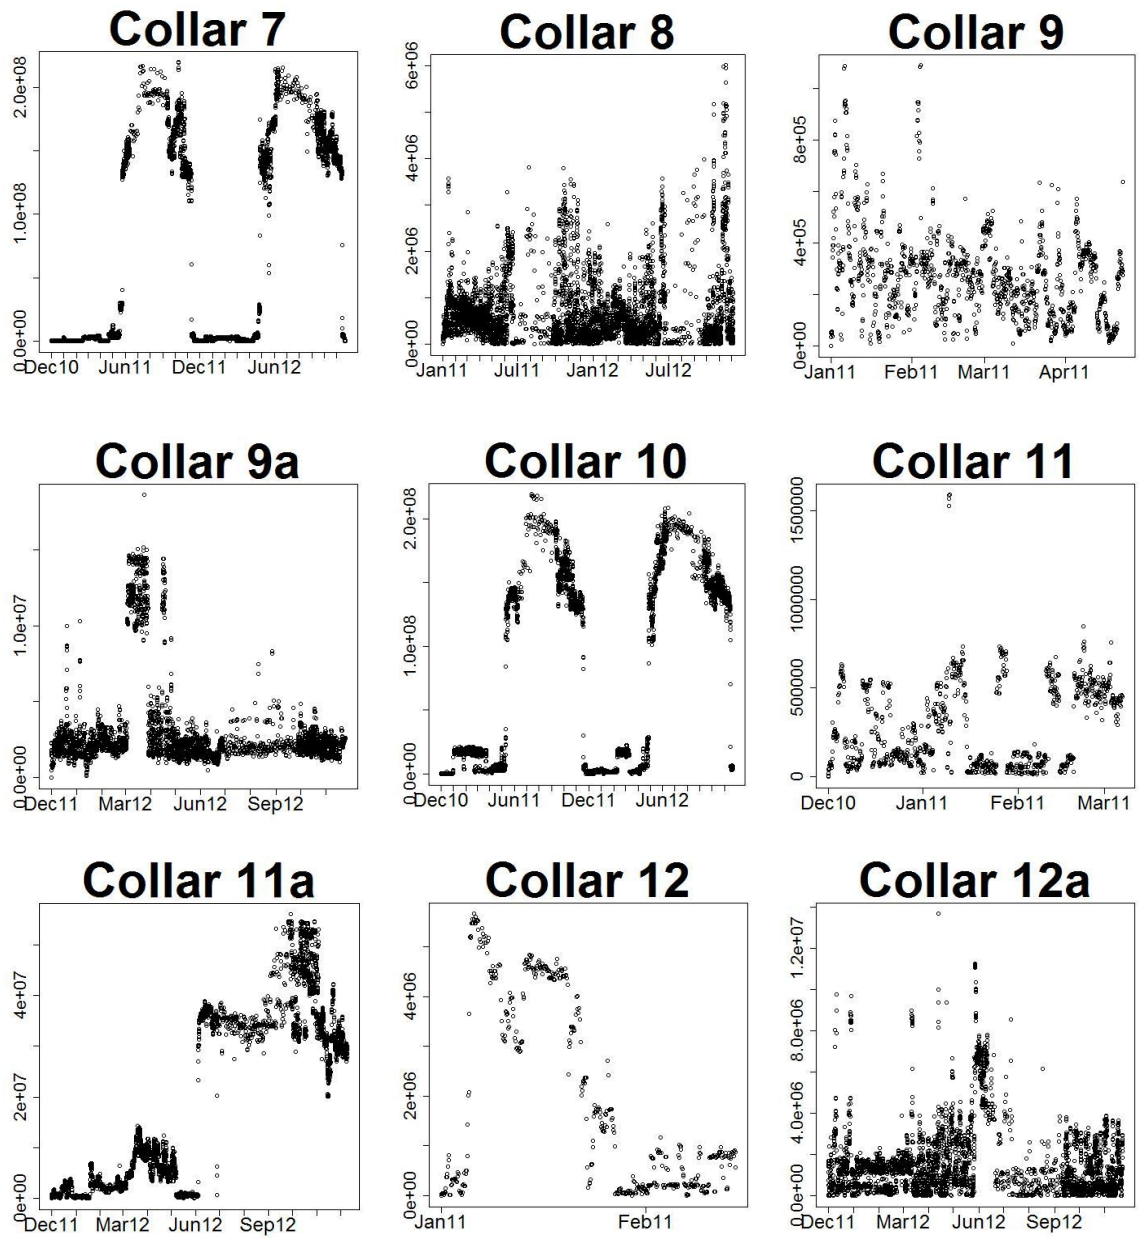 Collar 7 Collar 8 Collar 9
0.0e+00 1.0e+08 2.0e+08
Dec10 Jun11 Dec11 Jun12
0e+00 2e+06 4e+06 6e+06
Jan11 Jul11 Jan12 Jul12
0e+00 4e+05 8e+05
Jan11 Feb11 Mar11 Apr11
Collar 9a Collar 10 Collar 11
0.0e+00 1.0e+07
Dec11 Mar12 Jun12 Sep12
0.0e+00 1.0e+08 2.0e+08
Dec10 Jun11 Dec11 Jun12
0 500000 1000000 1500000
Dec10 Jan11 Feb11 Mar11
Collar 11a Collar 12 Collar 12a
0e+00 2e+07 4e+07
Dec11 Mar12 Jun12 Sep12
0e+00 2e+06 4e+06
Jan11 Feb11
0.0e+00 4.0e+06 8.0e+06 1.2e+07
Dec11 Mar12 Jun12 Sep12